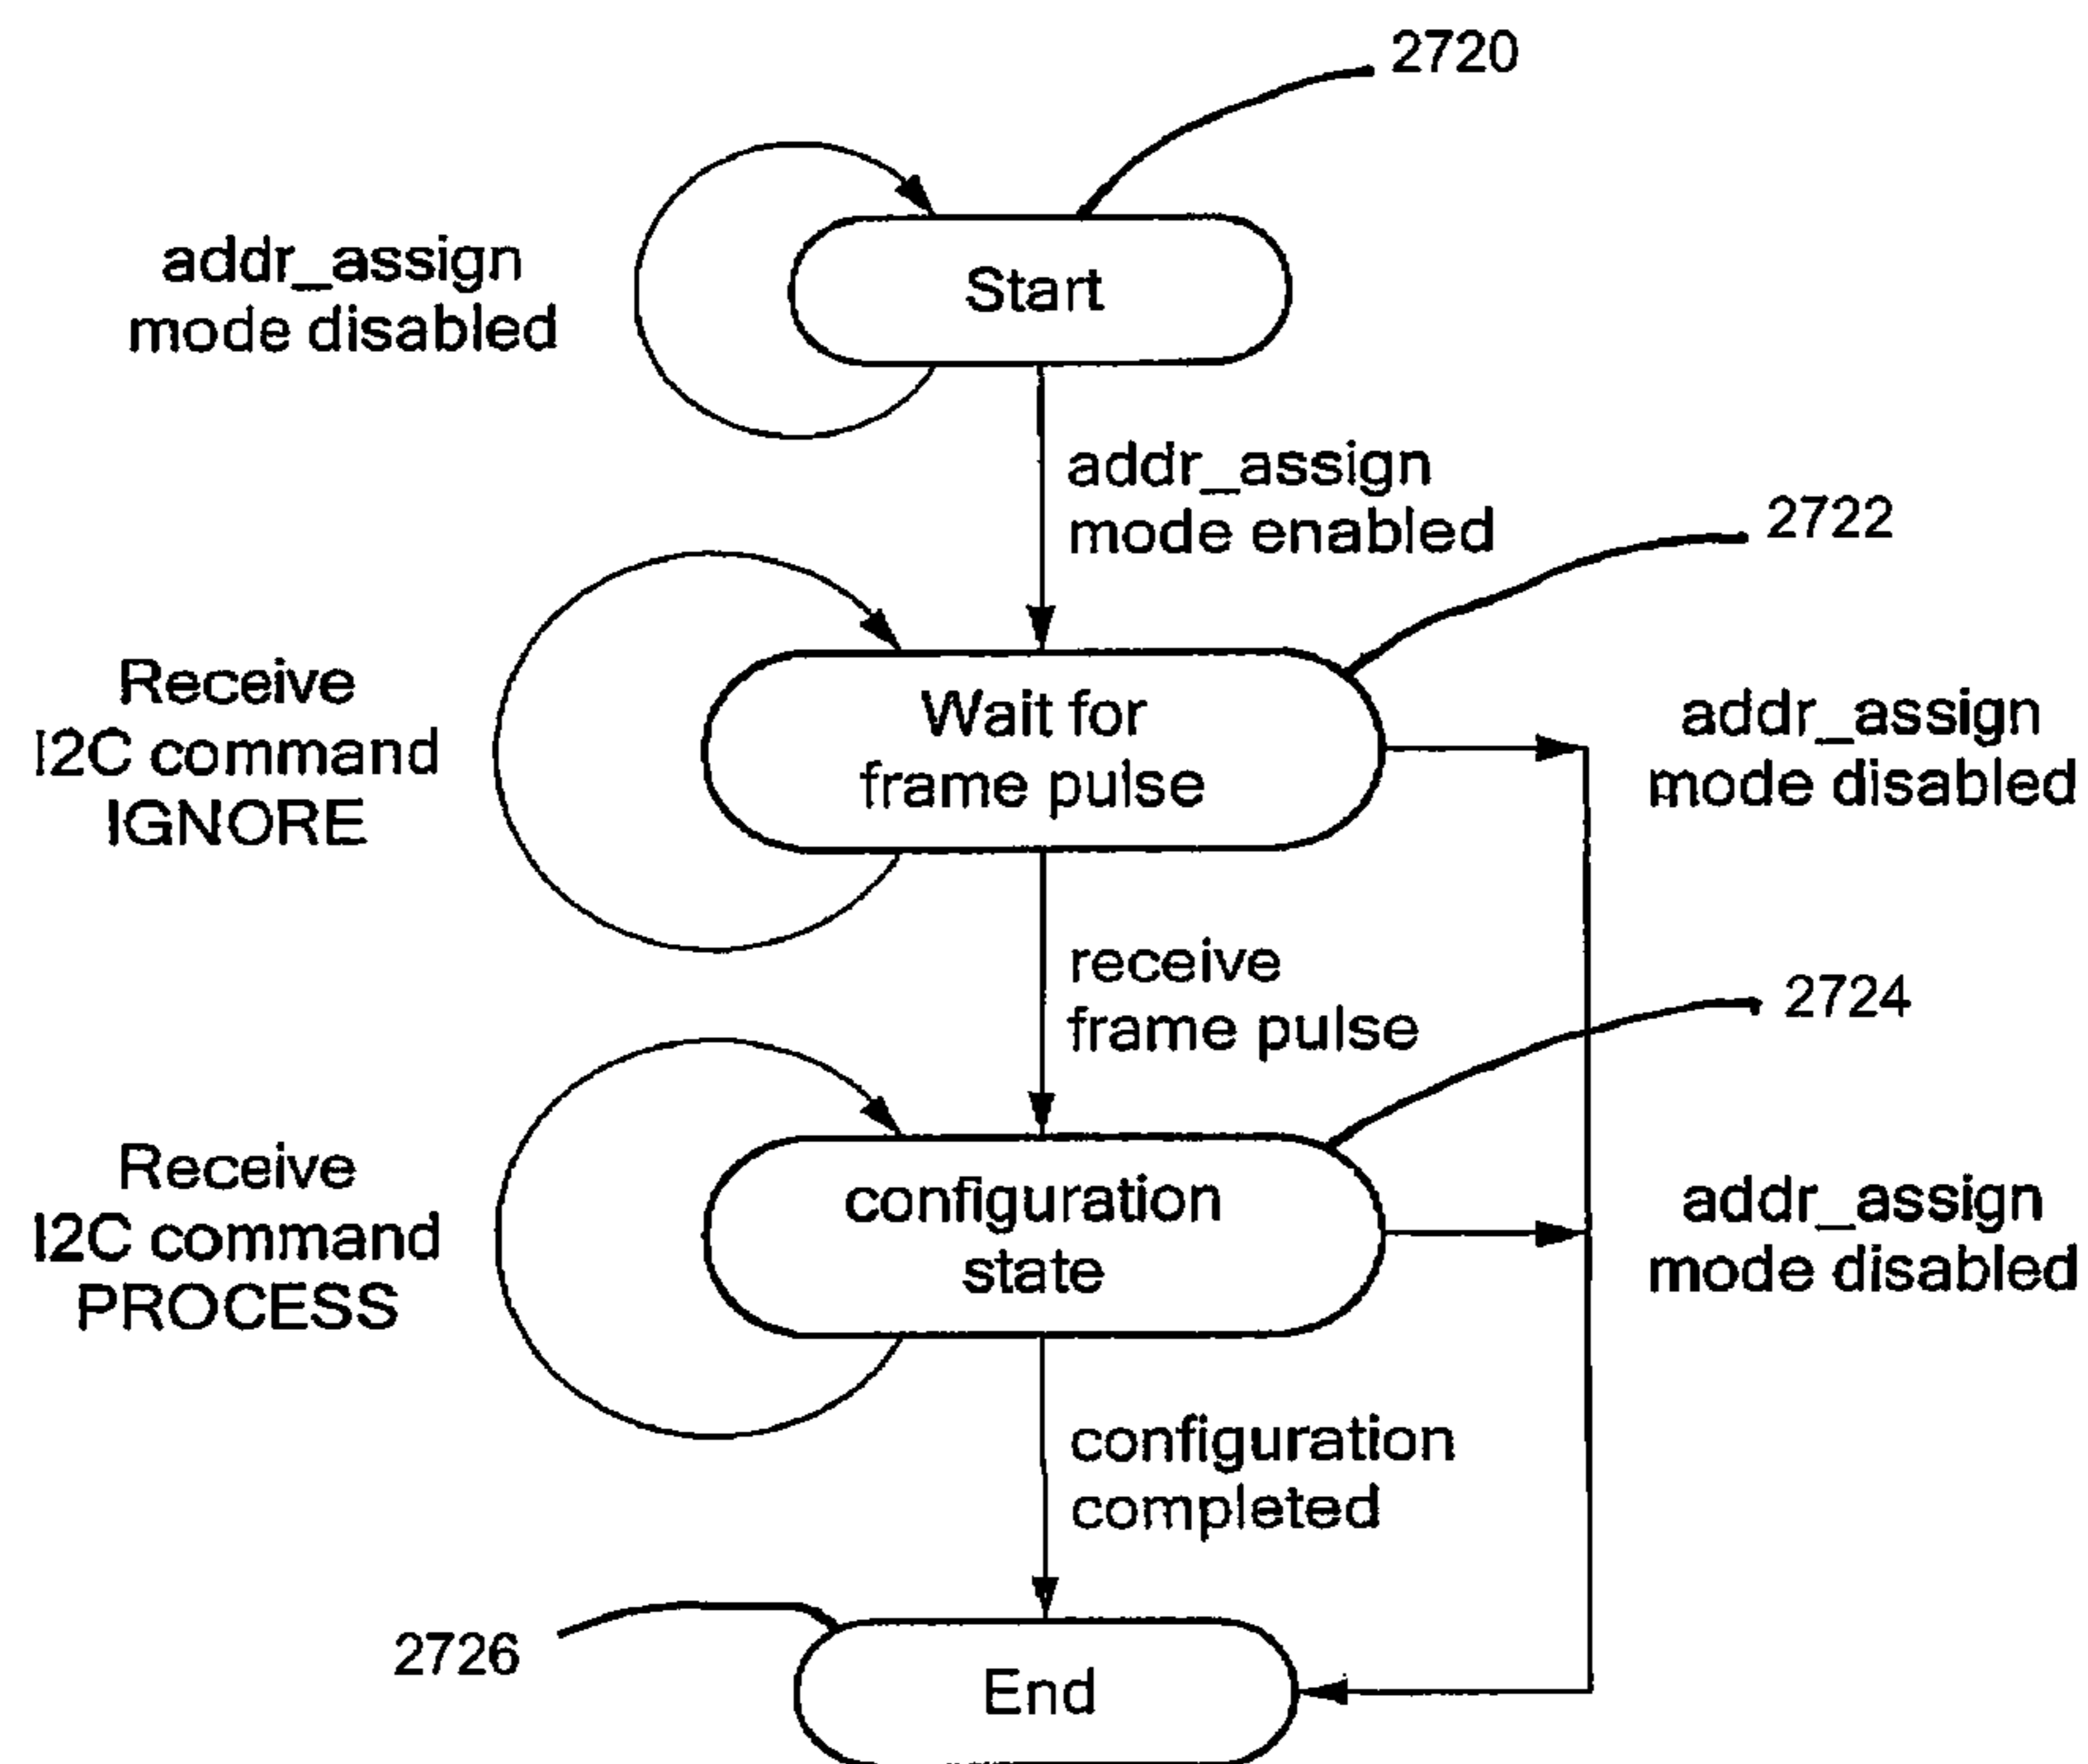 2720
addr_assign
mode disabled
Start
addr_assign
mode enabled
2722
Receive
I2C command
IGNORE
Wait for
frame pulse
addr_assign
mode disabled
receive
frame pulse
2724
Receive
I2C command
PROCESS
configuration
state
addr_assign
mode disabled
configuration
completed
2726
End